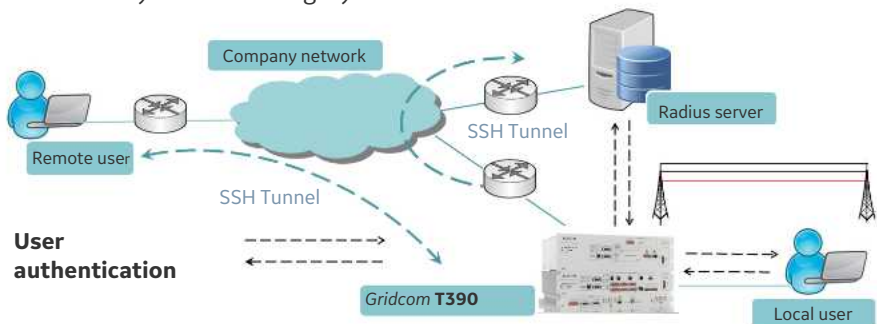 Company network
Radius server
SSH Tunnel
Remote user
SSH Tunnel
User
authentication
Gridcom T390
Local user